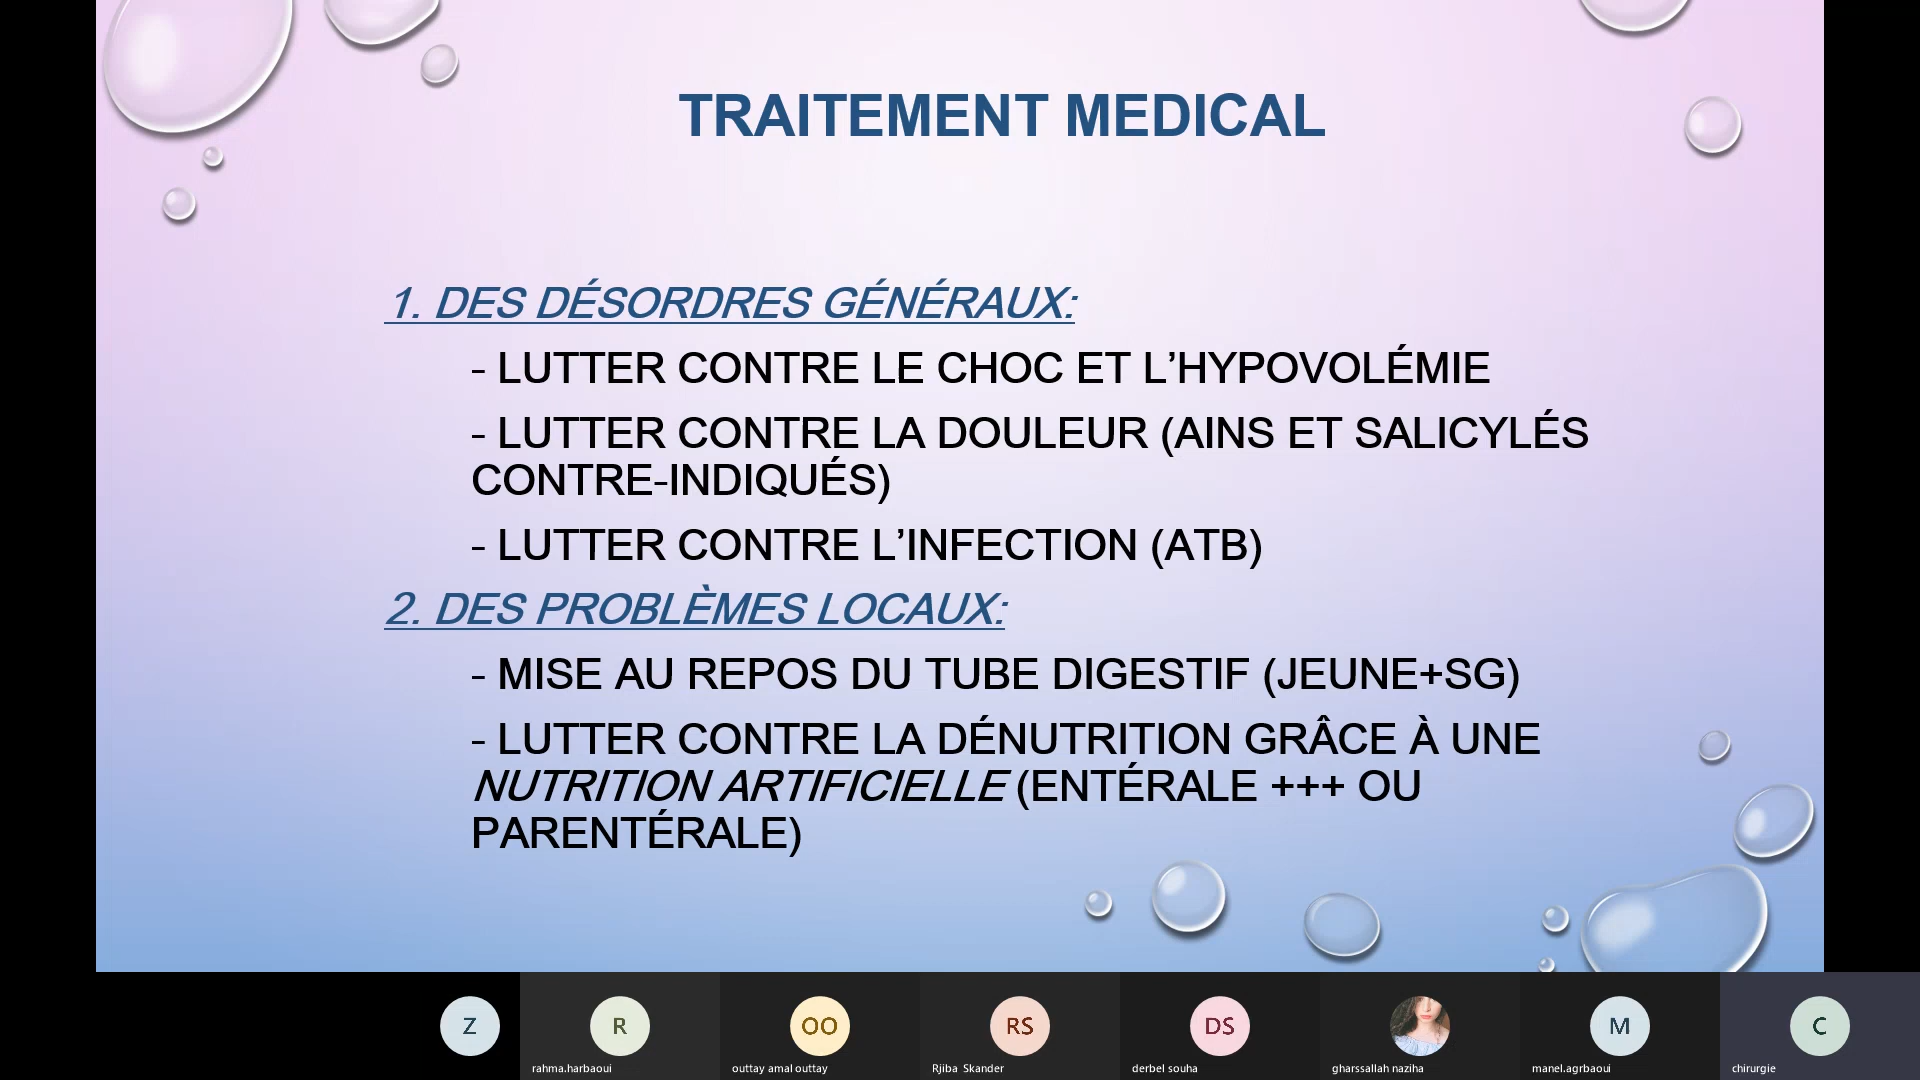 TRAITEMENT MEDICAL
1. DES DÉSORDRES GÉNÉRAUX:
- LUTTER CONTRE LE CHOC ET L’HYPOVOLÉMIE
- LUTTER CONTRE LA DOULEUR (AINS ET SALICYLÉS
CONTRE-INDIQUÉS)
- LUTTER CONTRE L’INFECTION (ATB)
2. DES PROBLÈMES LOCAUX:
- MISE AU REPOS DU TUBE DIGESTIF (JEUNE+SG)
- LUTTER CONTRE LA DÉNUTRITION GRÂCE À UNE
NUTRITION ARTIFICIELLE (ENTÉRALE +++ OU
PARENTÉRALE)
Z R OO RS DS M C
rahma.harbaoui outtay amal outtay Rjiba Skander derbel souha gharssallah naziha manel.agrbaoui chirurgie